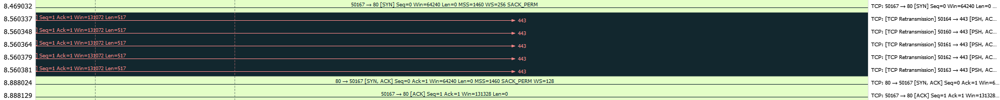 8.469032 50167 → 80 [SYN] Seq=0 Win=64240 Len=0 MSS=1460 WS=256 SACK_PERM TCP: 50167 → 80 [SYN] Seq=0 Win=64240 Len=0 ...
8.560337 ] Seq=1 Ack=1 Win=131072 Len=517 443 TCP: [TCP Retransmission] 50164 → 443 [PSH, AC...
8.560348 ] Seq=1 Ack=1 Win=131072 Len=517 443 TCP: [TCP Retransmission] 50160 → 443 [PSH, AC...
8.560364 ] Seq=1 Ack=1 Win=131072 Len=517 443 TCP: [TCP Retransmission] 50161 → 443 [PSH, AC...
8.560379 ] Seq=1 Ack=1 Win=131072 Len=517 443 TCP: [TCP Retransmission] 50162 → 443 [PSH, AC...
8.560381 ] Seq=1 Ack=1 Win=131072 Len=517 443 TCP: [TCP Retransmission] 50163 → 443 [PSH, AC...
8.888024 80 → 50167 [SYN, ACK] Seq=0 Ack=1 Win=64240 Len=0 MSS=1460 SACK_PERM WS=128 TCP: 80 → 50167 [SYN, ACK] Seq=0 Ack=1 Win=6...
8.888129 50167 → 80 [ACK] Seq=1 Ack=1 Win=131328 Len=0 TCP: 50167 → 80 [ACK] Seq=1 Ack=1 Win=131328...